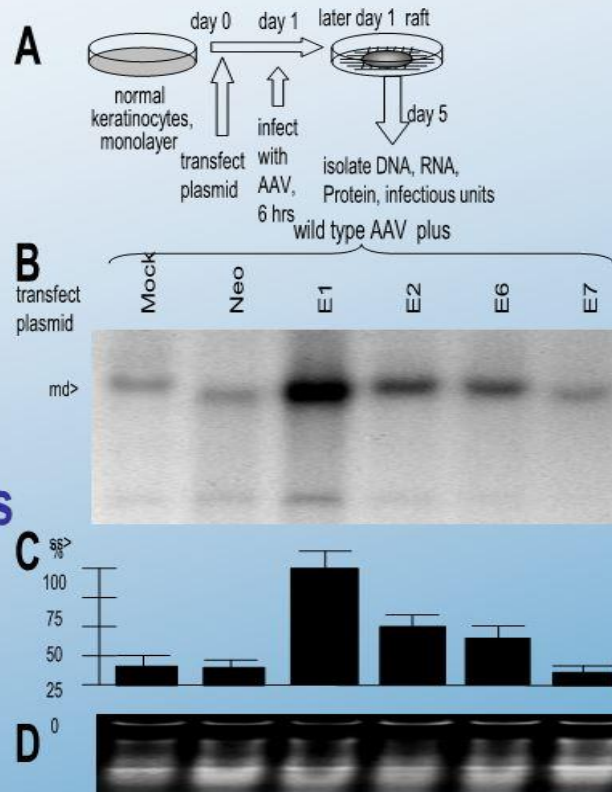 A
day 0
day 1
later day 1 raft
normal
keratinocytes,
monolayer
transfect
plasmid
infect
with
AAV,
6 hrs
day 5
isolate DNA, RNA,
Protein, infectious units
wild type AAV plus
B
transfect
plasmid
Mock
Neo
E1
E2
E6
E7
md>
s
C
ss>
%
100
75
50
25
0
D